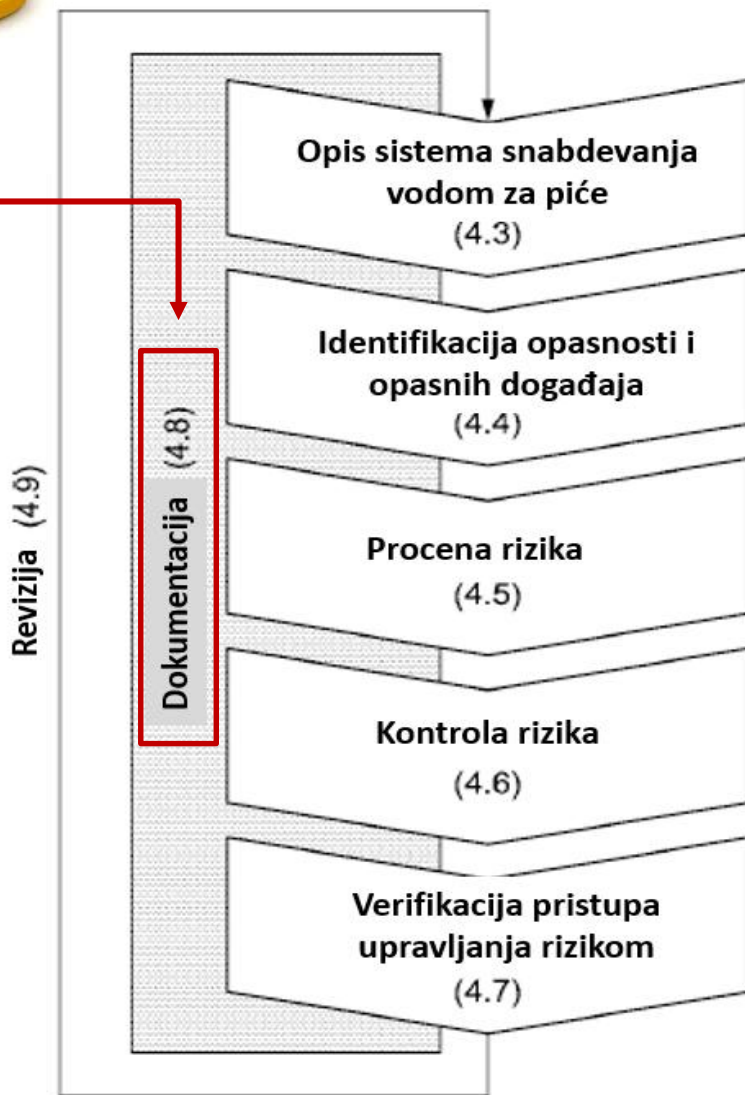 Opis sistema snabdevanja
vodom za piće
(4.3)
Identifikacija opasnosti i
opasnih događaja
(4.4)
Procena rizika
(4.5)
Kontrola rizika
(4.6)
Verifikacija pristupa
upravljanja rizikom
(4.7)
Dokumentacija (4.8)
Revizija (4.9)